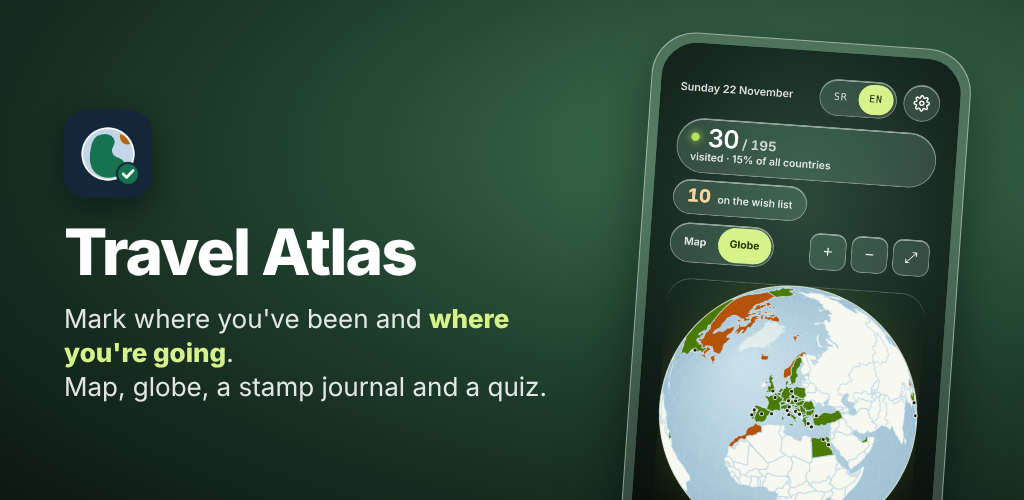 Travel Atlas
Mark where you've been and where
you're going.
Map, globe, a stamp journal and a quiz.
Sunday 22 November
SR EN
30 / 195
visited · 15% of all countries
10 on the wish list
Map Globe + −